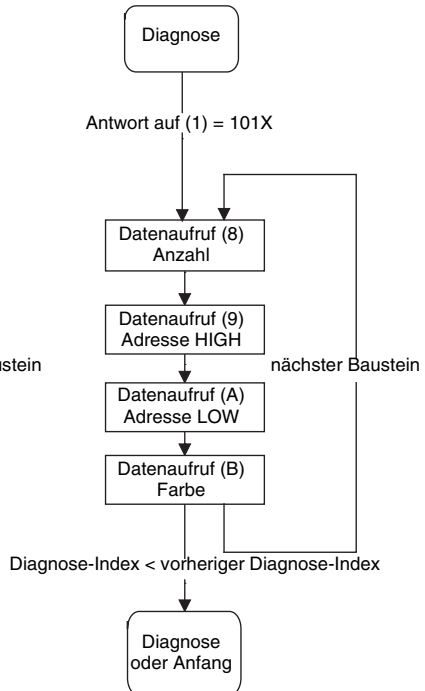 Diagnose
Antwort auf (1) = 101X
Datenaufruf (8)
Anzahl
Datenaufruf (9)
Adresse HIGH
nächster Baustein
Datenaufruf (A)
Adresse LOW
Datenaufruf (B)
Farbe
Diagnose-Index < vorheriger Diagnose-Index
Diagnose
oder Anfang